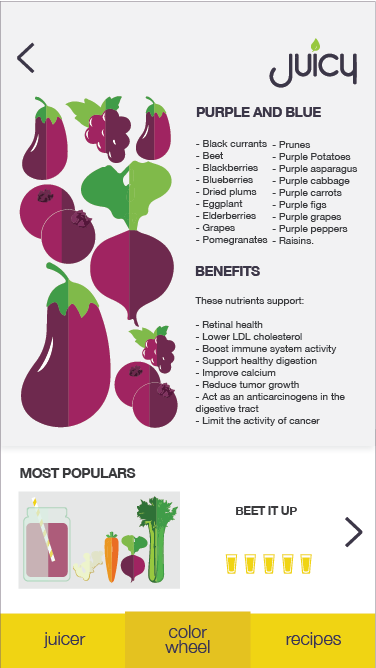 Juicy
PURPLE AND BLUE
- Black currants
- Beet
- Blackberries
- Blueberries
- Dried plums
- Eggplant
- Elderberries
- Grapes
- Pomegranates
- Prunes
- Purple Potatoes
- Purple asparagus
- Purple cabbage
- Purple carrots
- Purple figs
- Purple grapes
- Purple peppers
- Raisins.
BENEFITS
These nutrients support:
- Retinal health
- Lower LDL cholesterol
- Boost immune system activity
- Support healthy digestion
- Improve calcium
- Reduce tumor growth
- Act as an anticarcinogens in the
digestive tract
- Limit the activity of cancer
MOST POPULARS
BEET IT UP
juicer
color
wheel
recipes